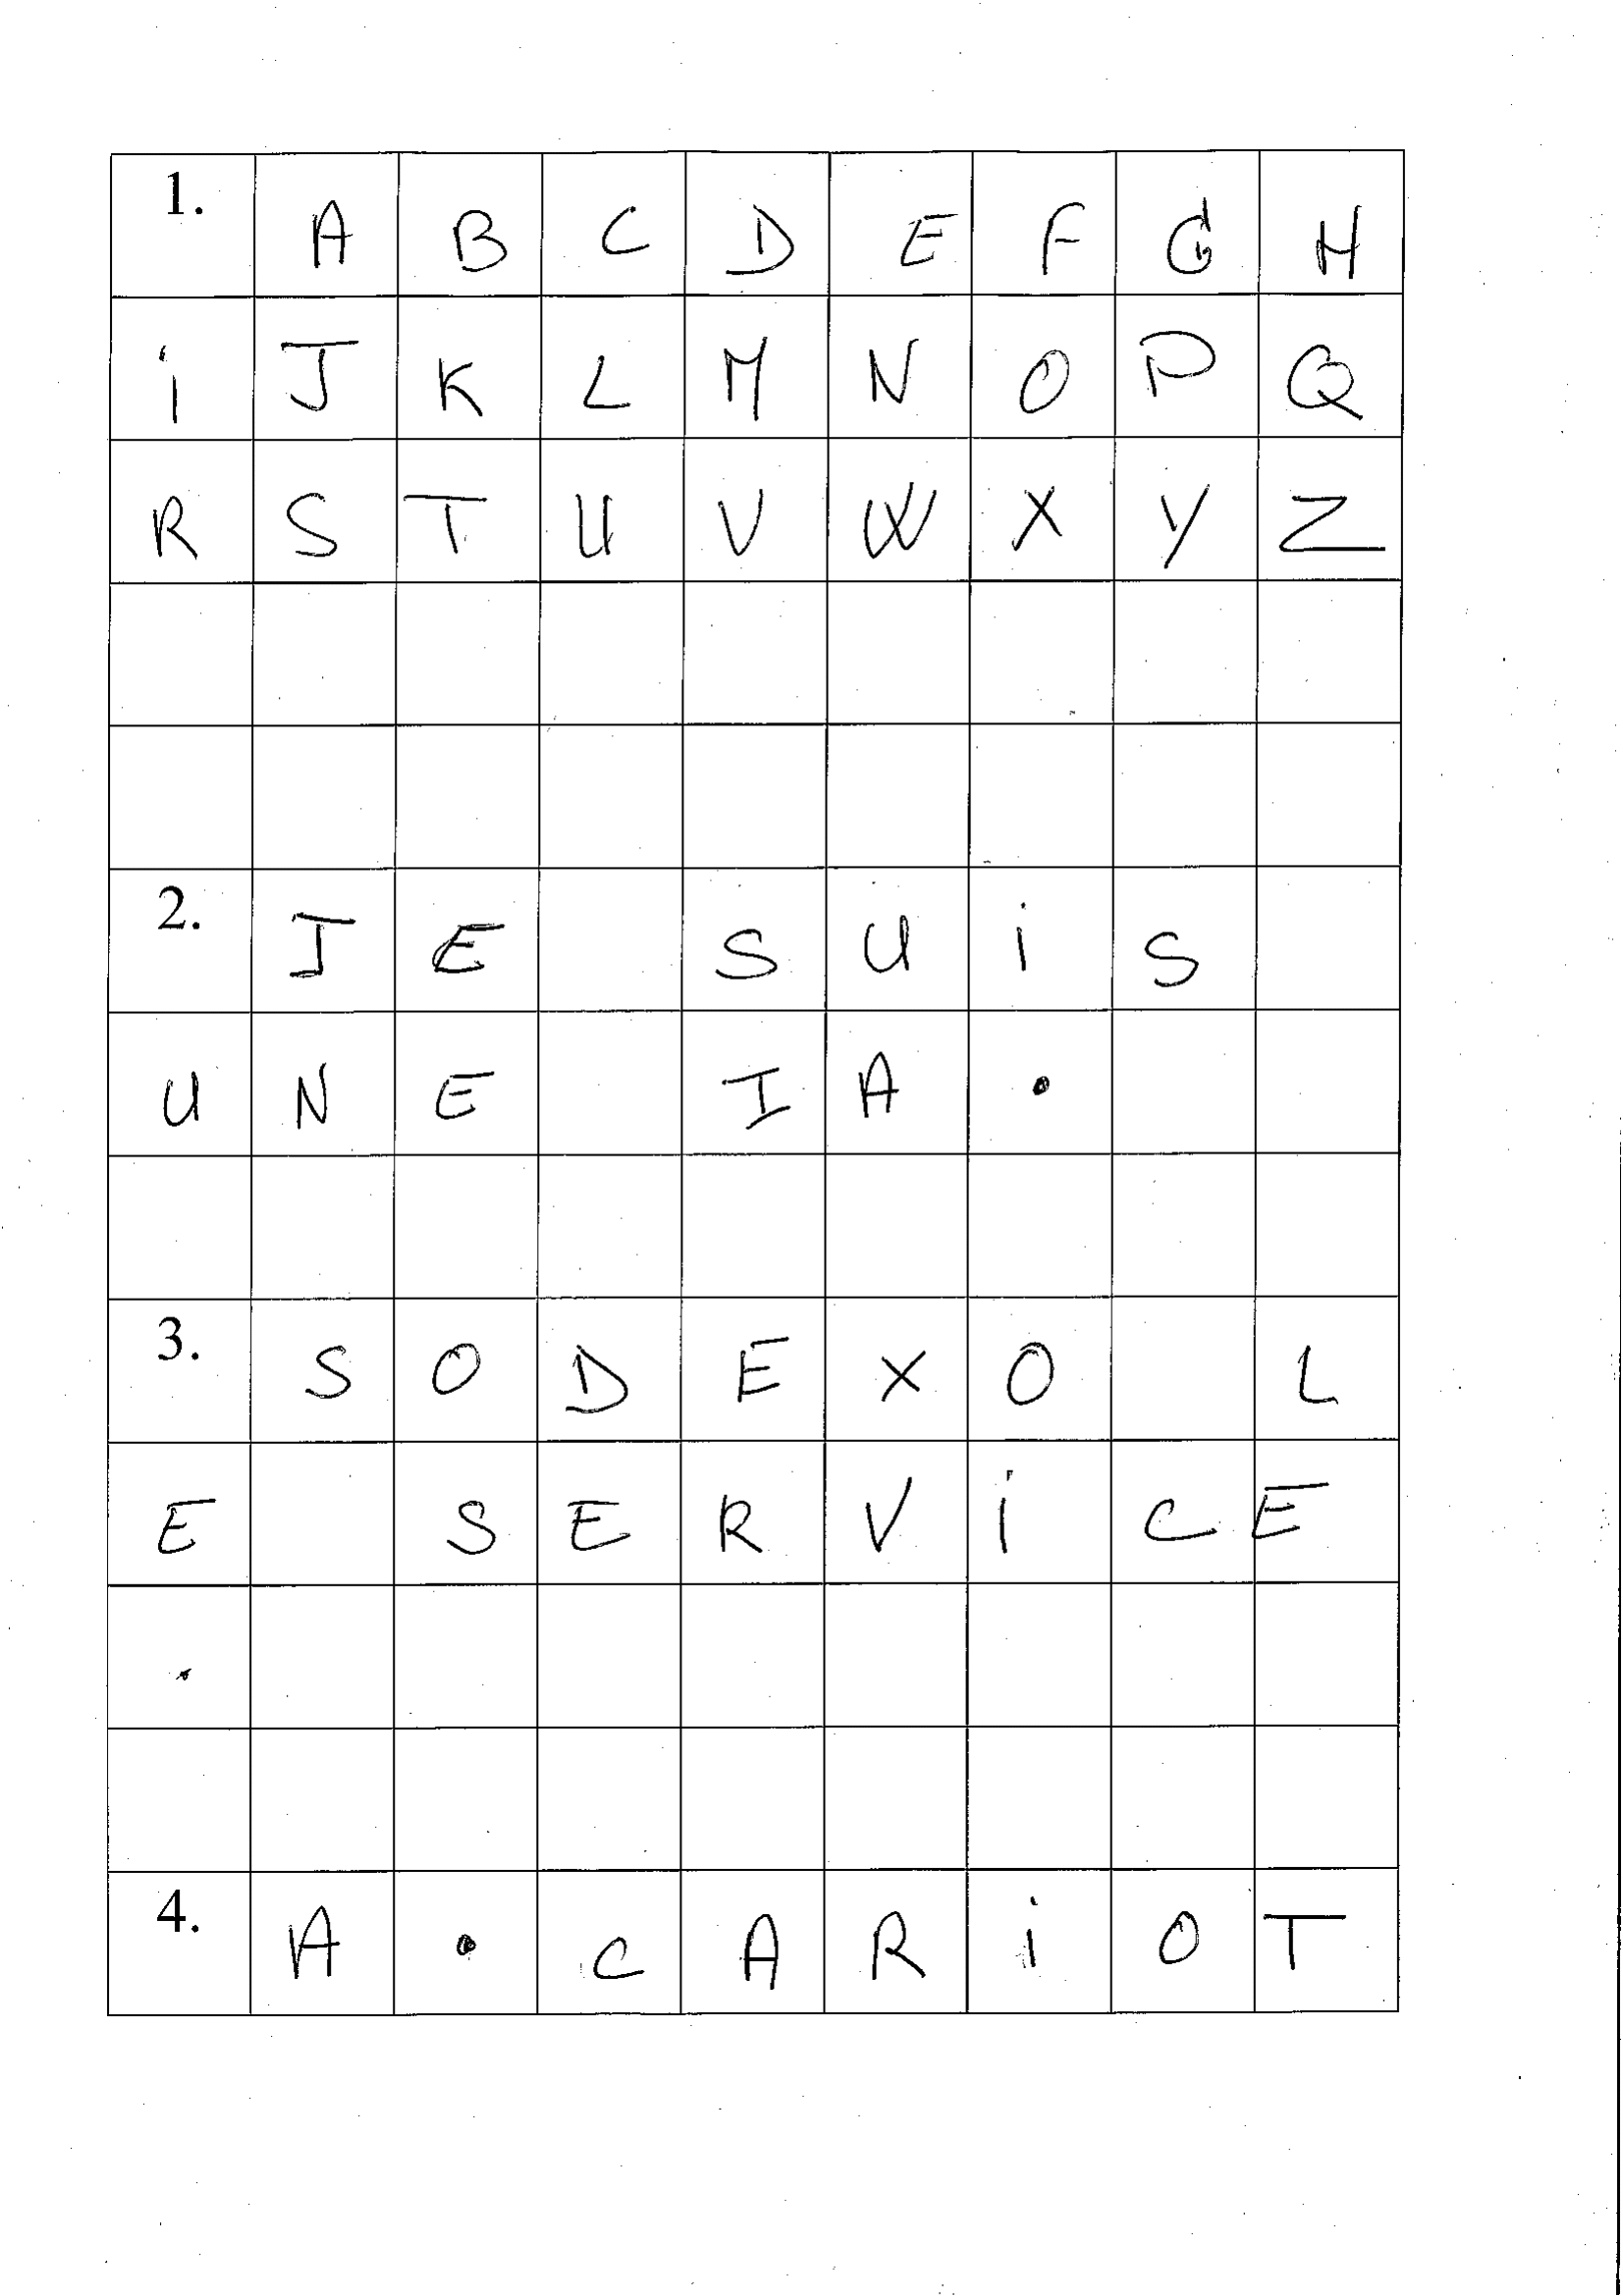 1. A B C D E F G H
i J K L M N O P Q
R S T U V W X Y Z
2. J E S U i S
U N E I A .
3. S O D E X O L
E S E R V i C E
.
4. A . C A R i O T